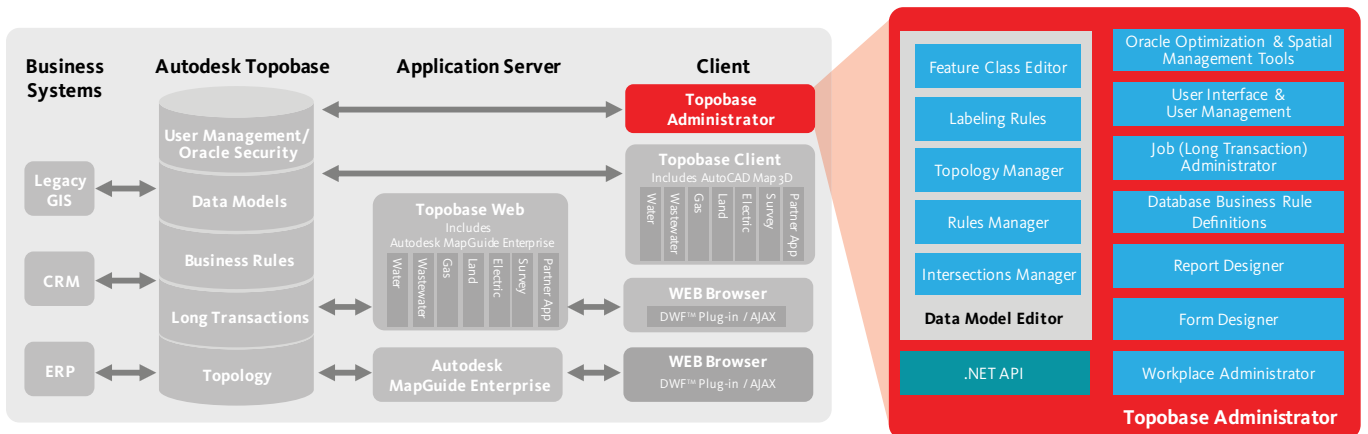 Business
Systems
Autodesk Topobase
Application Server
Client
User Management/
Oracle Security
Data Models
Business Rules
Long Transactions
Topology
Legacy
GIS
CRM
ERP
Topobase Web
Includes
Autodesk MapGuide Enterprise
Water
Wastewater
Gas
Land
Electric
Survey
Partner App
Autodesk
MapGuide Enterprise
Topobase
Administrator
Topobase Client
Includes AutoCAD Map 3D
Water
Wastewater
Gas
Land
Electric
Survey
Partner App
WEB Browser
DWF™ Plug-in / AJAX
WEB Browser
DWF™ Plug-in / AJAX
Feature Class Editor
Labeling Rules
Topology Manager
Rules Manager
Intersections Manager
Data Model Editor
.NET API
Oracle Optimization & Spatial
Management Tools
User Interface &
User Management
Job (Long Transaction)
Administrator
Database Business Rule
Definitions
Report Designer
Form Designer
Workplace Administrator
Topobase Administrator